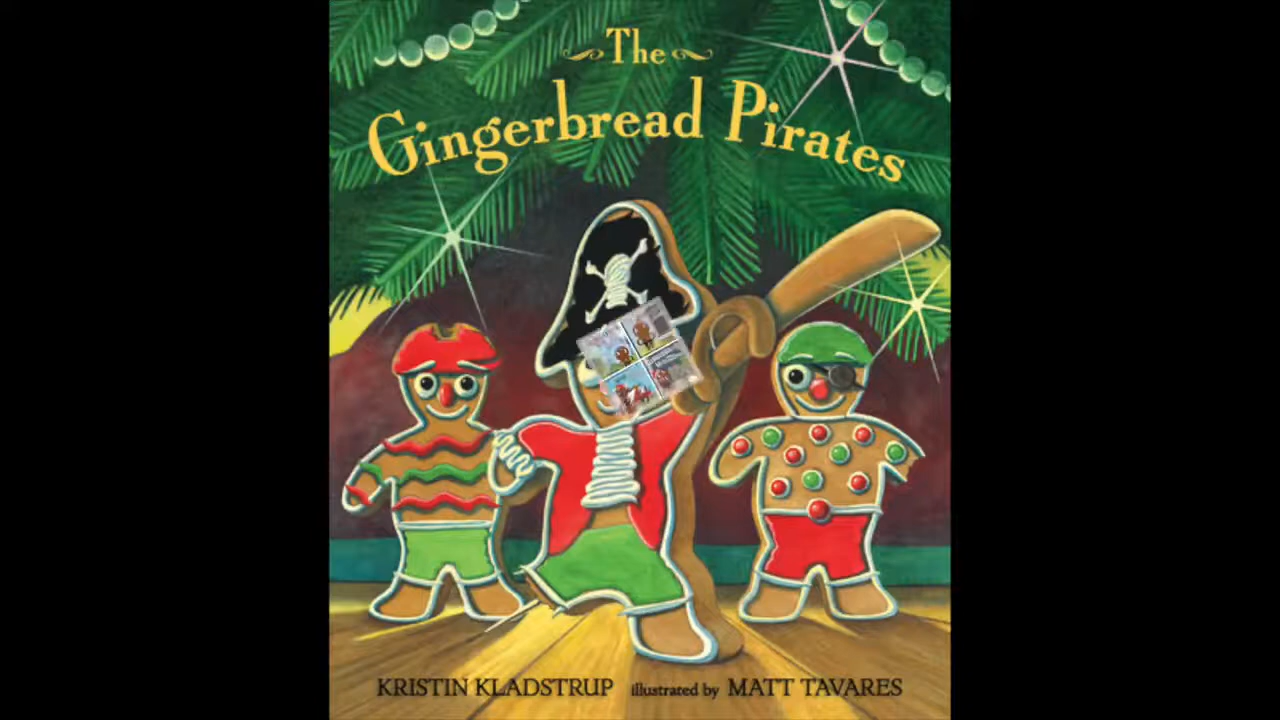 The
Gingerbread Pirates
KRISTIN KLADSTRUP illustrated by MATT TAVARES